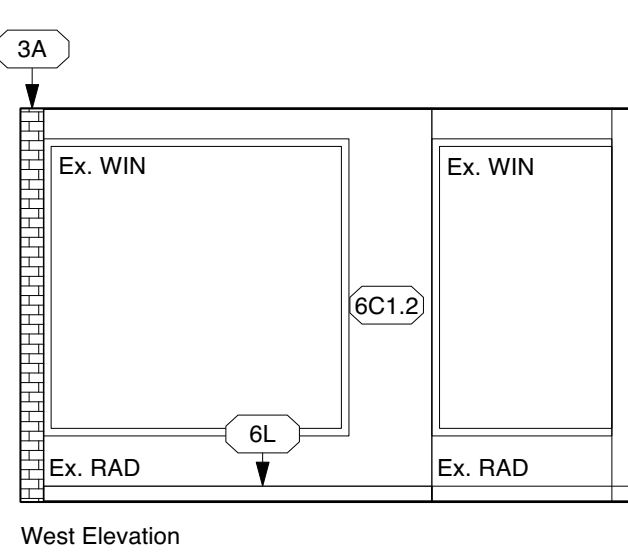 3A
Ex. WIN
Ex. WIN
6C1.2
6L
Ex. RAD
Ex. RAD
West Elevation